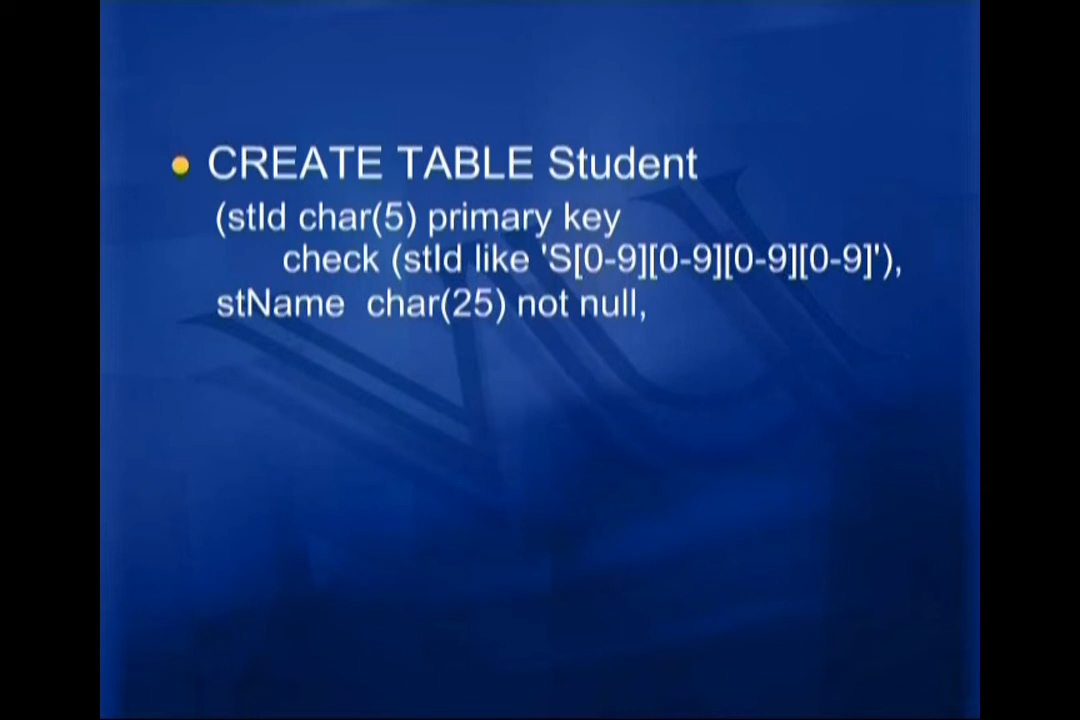 • CREATE TABLE Student
(stId char(5) primary key
check (stId like 'S[0-9][0-9][0-9][0-9]'),
stName char(25) not null,
VU